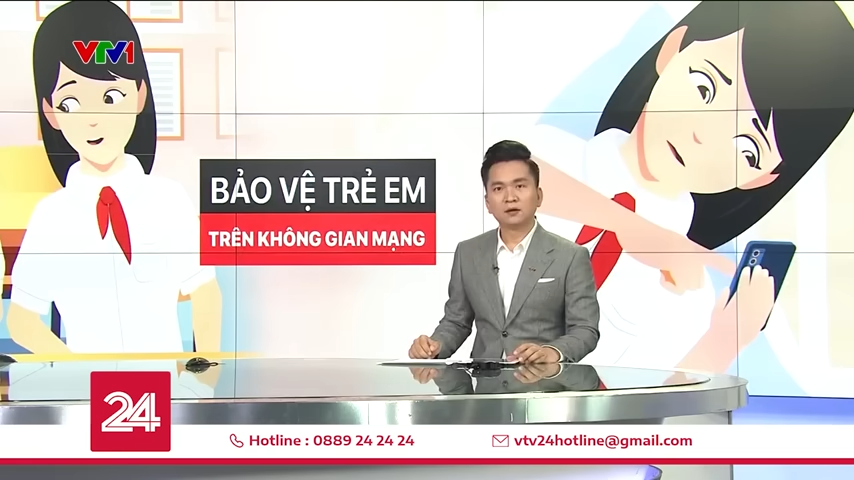 VTV1
BẢO VỆ TRẺ EM
TRÊN KHÔNG GIAN MẠNG
24
Hotline : 0889 24 24 24
vtv24hotline@gmail.com